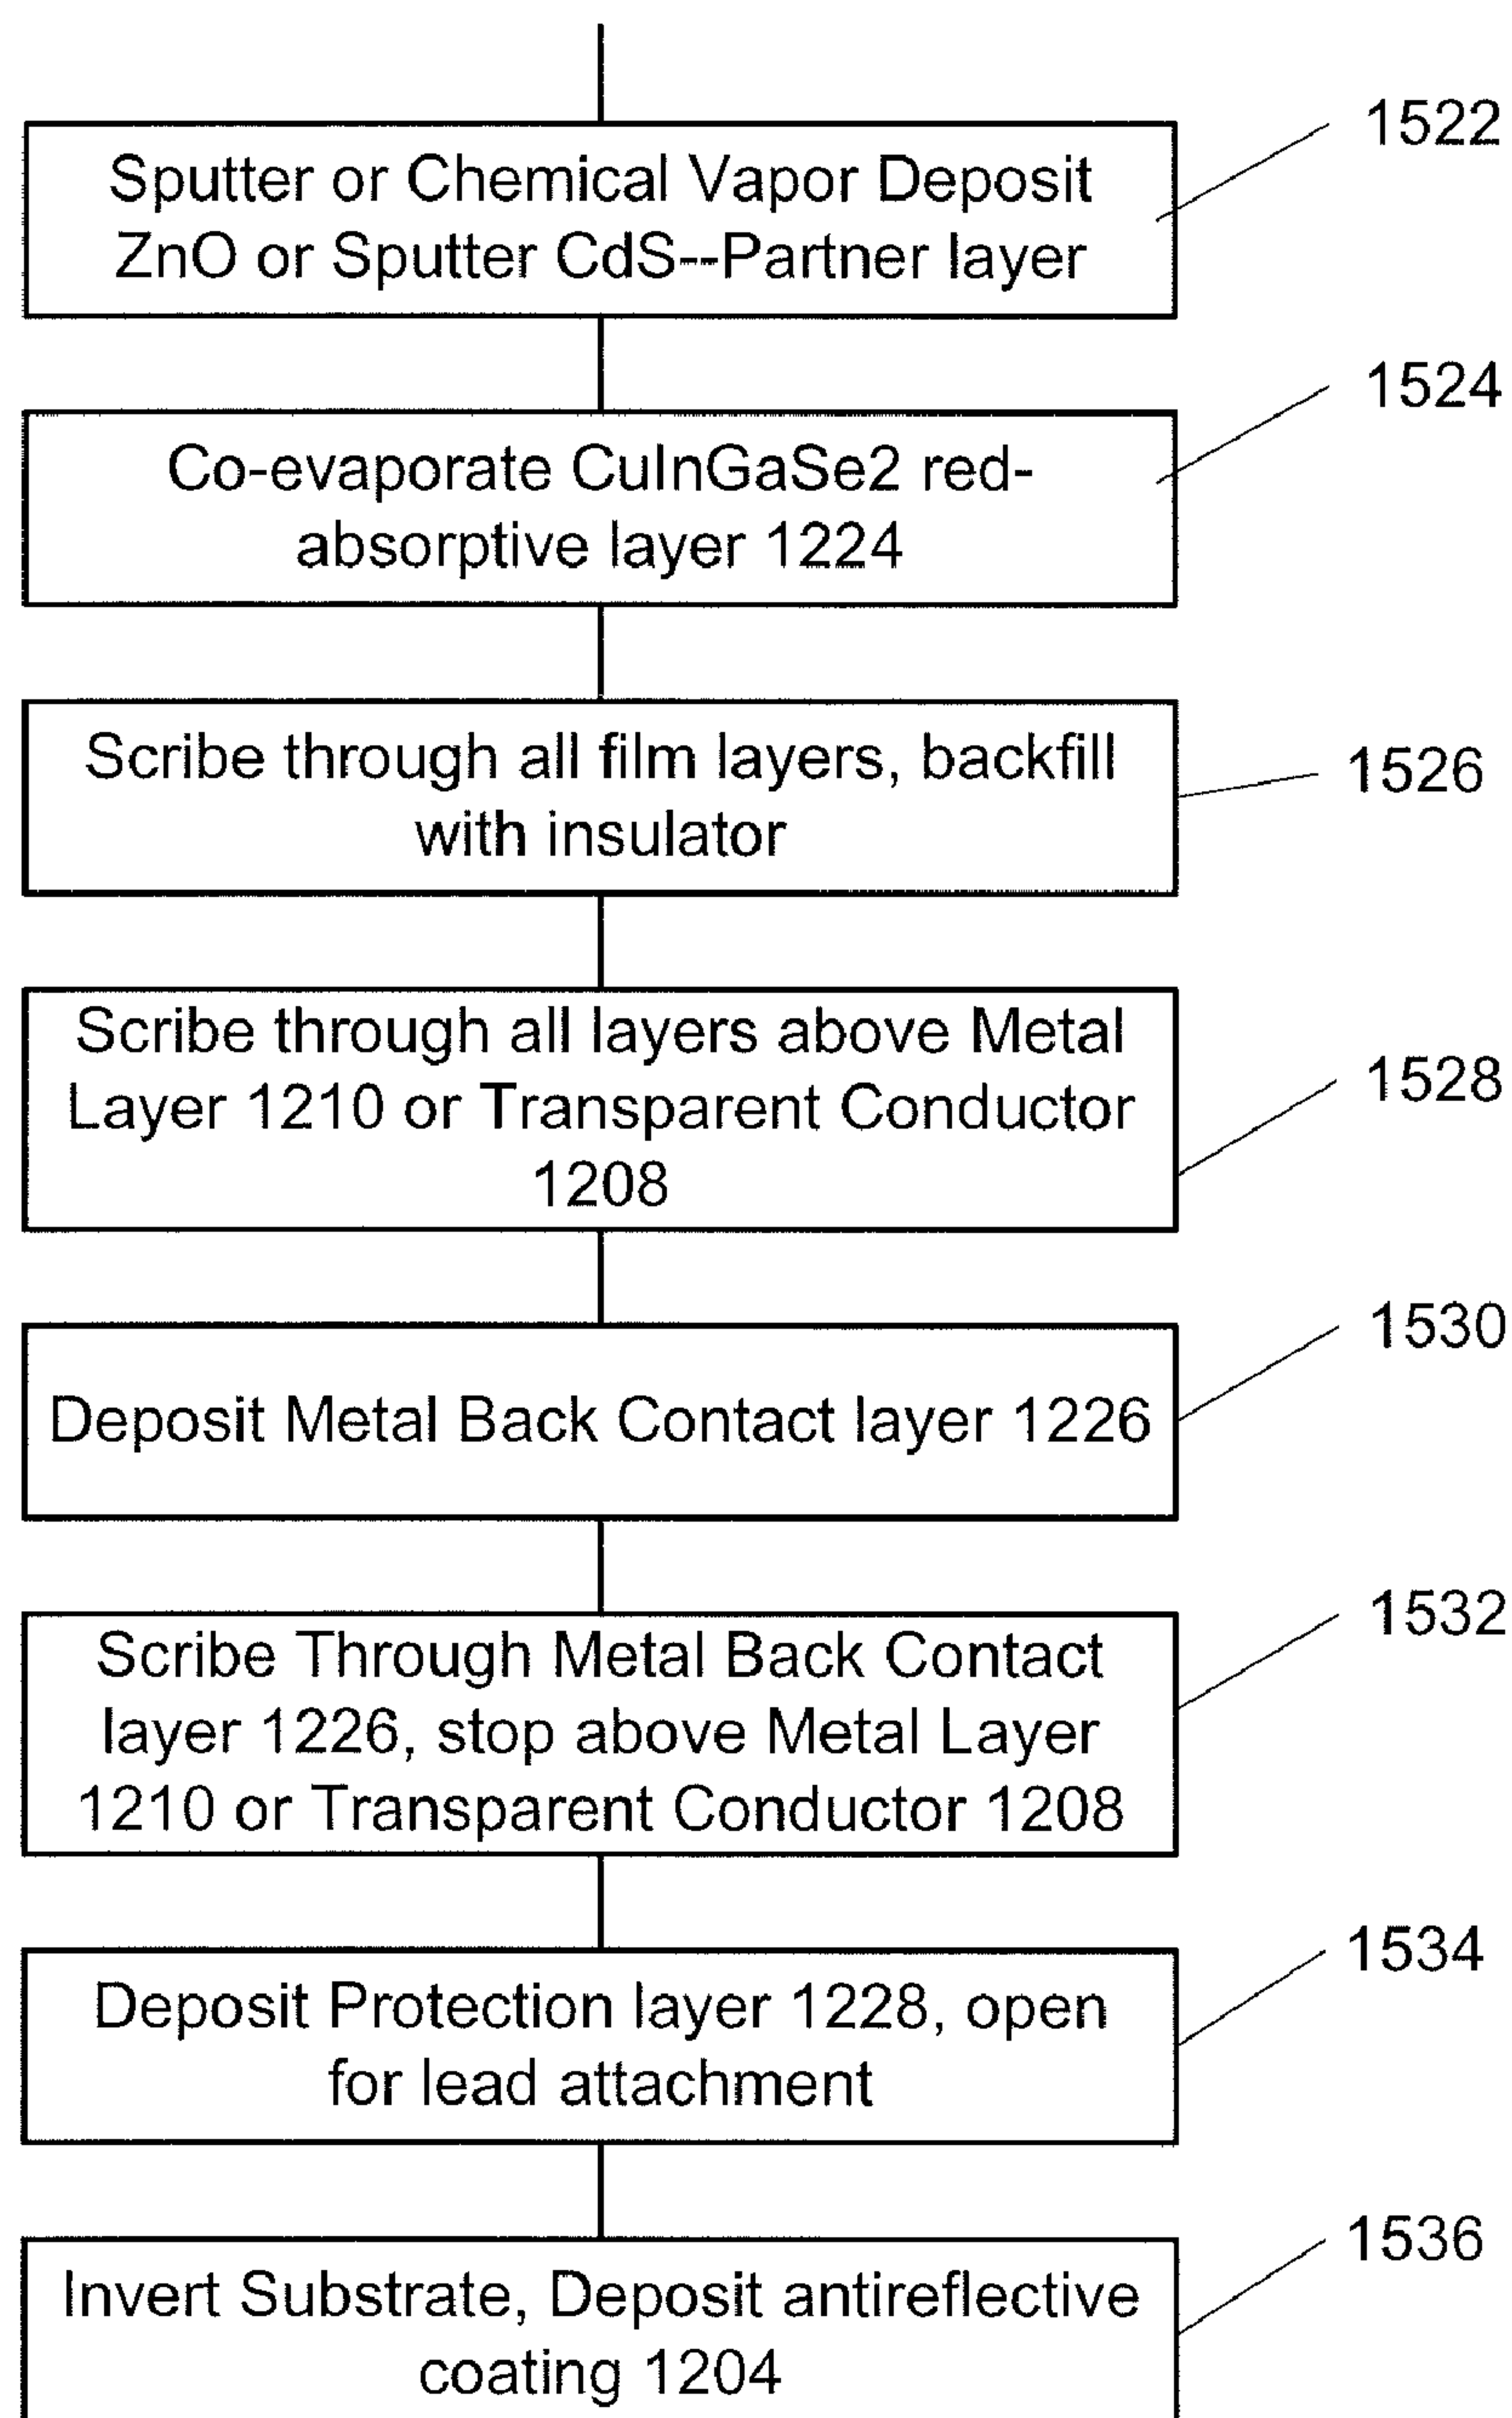 1522
Sputter or Chemical Vapor Deposit
ZnO or Sputter CdS--Partner layer
1524
Co-evaporate CuInGaSe2 red-
absorptive layer 1224
Scribe through all film layers, backfill
with insulator
1526
Scribe through all layers above Metal
Layer 1210 or Transparent Conductor
1208
1528
1530
Deposit Metal Back Contact layer 1226
1532
Scribe Through Metal Back Contact
layer 1226, stop above Metal Layer
1210 or Transparent Conductor 1208
1534
Deposit Protection layer 1228, open
for lead attachment
1536
Invert Substrate, Deposit antireflective
coating 1204